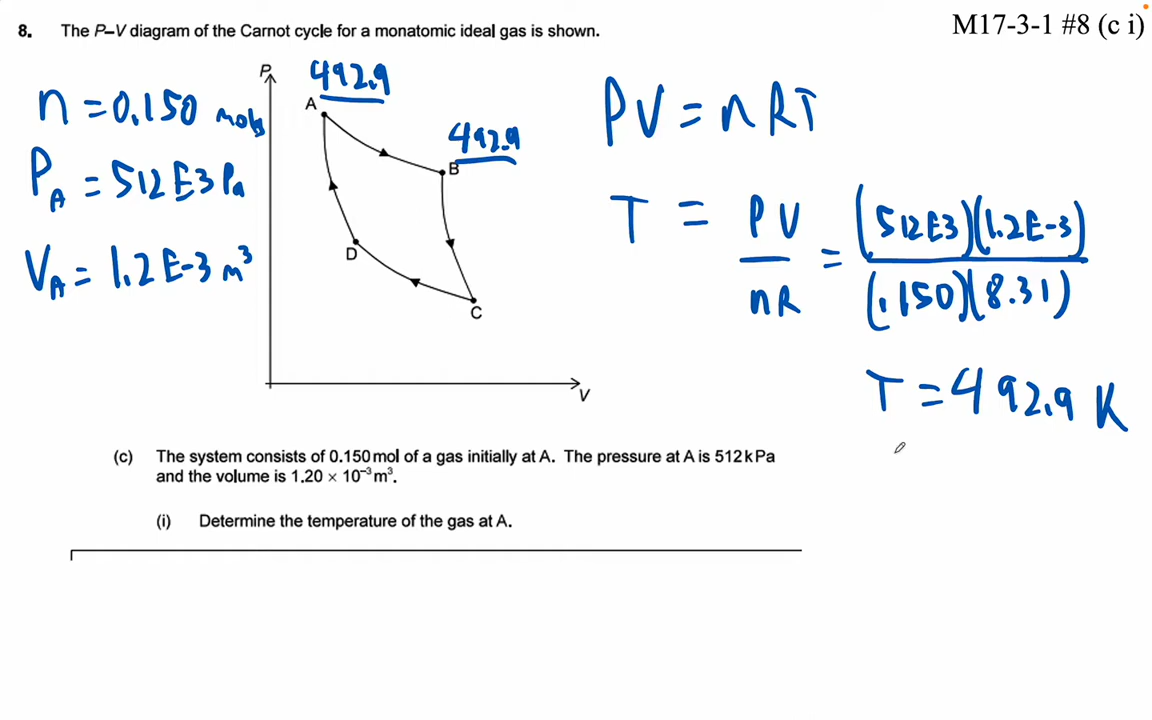 M17-3-1 #8 (c i)
8. The P–V diagram of the Carnot cycle for a monatomic ideal gas is shown.
n = 0.150 mols
P_A = 512 E3 Pa
V_A = 1.2 E-3 m³
P
492.9
A
492.9
B
D
C
V
PV = nRT
T = PV / nR = (512E3)(1.2E-3) / (.150)(8.31)
T = 492.9 K
(c) The system consists of 0.150 mol of a gas initially at A. The pressure at A is 512 kPa
and the volume is 1.20 × 10⁻³ m³.
(i) Determine the temperature of the gas at A.